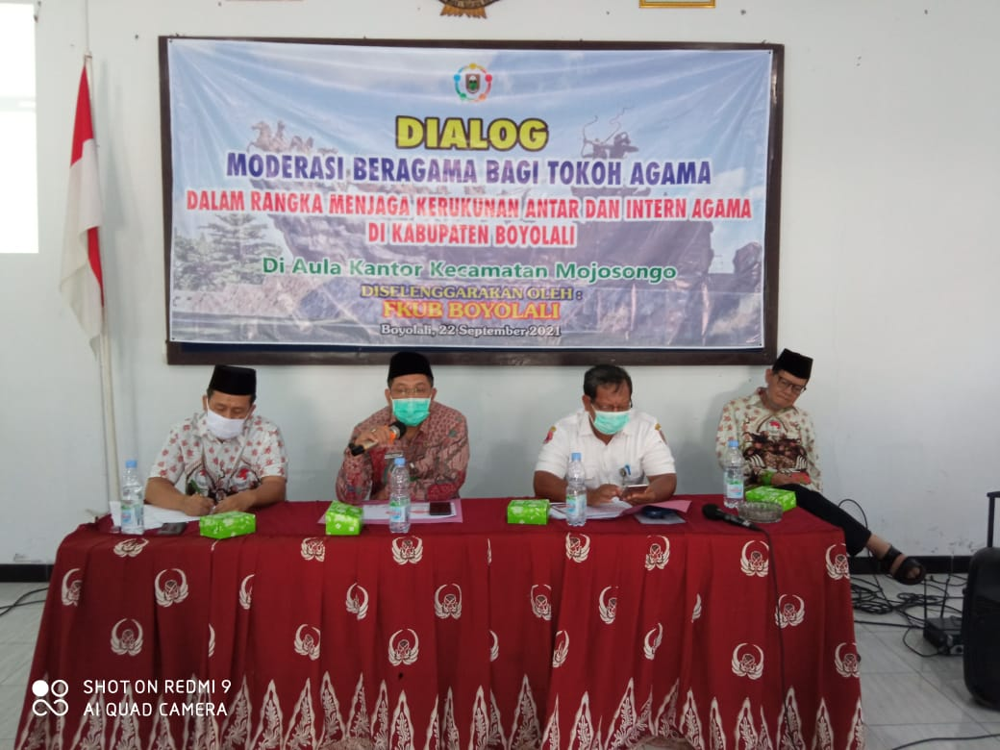 DIALOG
MODERASI BERAGAMA BAGI TOKOH AGAMA
DALAM RANGKA MENJAGA KERUKUNAN ANTAR DAN INTERN AGAMA
DI KABUPATEN BOYOLALI
Di Aula Kantor Kecamatan Mojosongo
DISELENGGARAKAN OLEH :
FKUB BOYOLALI
Boyolali, 22 September 2021
SHOT ON REDMI 9
AI QUAD CAMERA